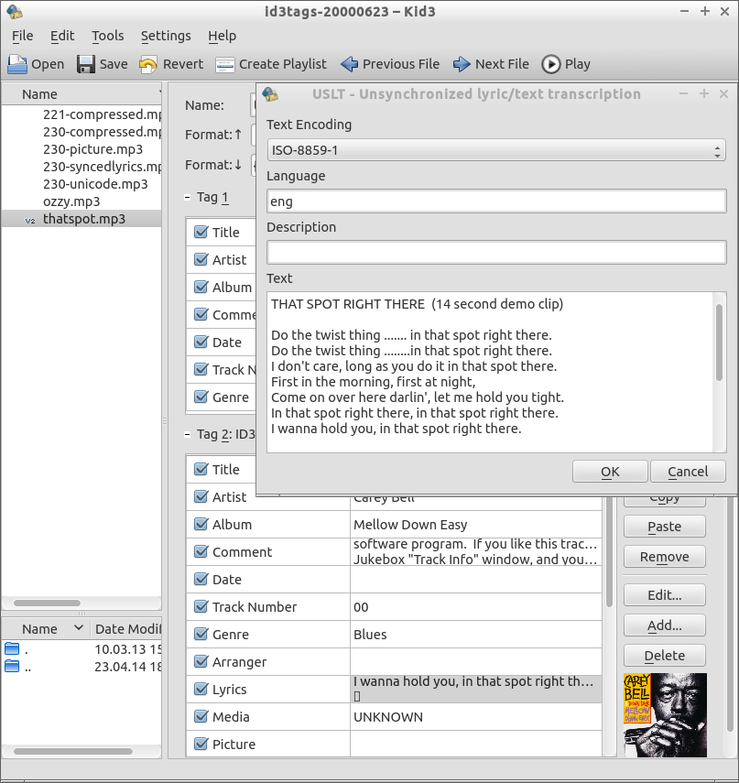 id3tags-20000623 – Kid3
File Edit Tools Settings Help
Open Save Revert Create Playlist Previous File Next File Play
Name
221-compressed.mp
230-compressed.mp
230-picture.mp3
230-syncedlyrics.mp3
230-unicode.mp3
ozzy.mp3
V2 thatspot.mp3
Name Date Modif
. 10.03.13 15
.. 23.04.14 18
Name:
Format:↑
Format:↓
Tag 1
Title
Artist
Album
Comme
Date
Track N
Genre
Tag 2: ID3
Title
Artist Carey Bell
Album Mellow Down Easy
Comment software program.  If you like this trac...
Jukebox "Track Info" window, and you...
Date
Track Number 00
Genre Blues
Arranger
Lyrics I wanna hold you, in that spot right th...
Media UNKNOWN
Picture
USLT - Unsynchronized lyric/text transcription
Text Encoding
ISO-8859-1
Language
eng
Description
Text
THAT SPOT RIGHT THERE  (14 second demo clip)
Do the twist thing ....... in that spot right there.
Do the twist thing ........in that spot right there.
I don't care, long as you do it in that spot there.
First in the morning, first at night,
Come on over here darlin', let me hold you tight.
In that spot right there, in that spot right there.
I wanna hold you, in that spot right there.
OK Cancel
Copy
Paste
Remove
Edit...
Add...
Delete
CAREY
BELL
MELLOW
DOWN EASY